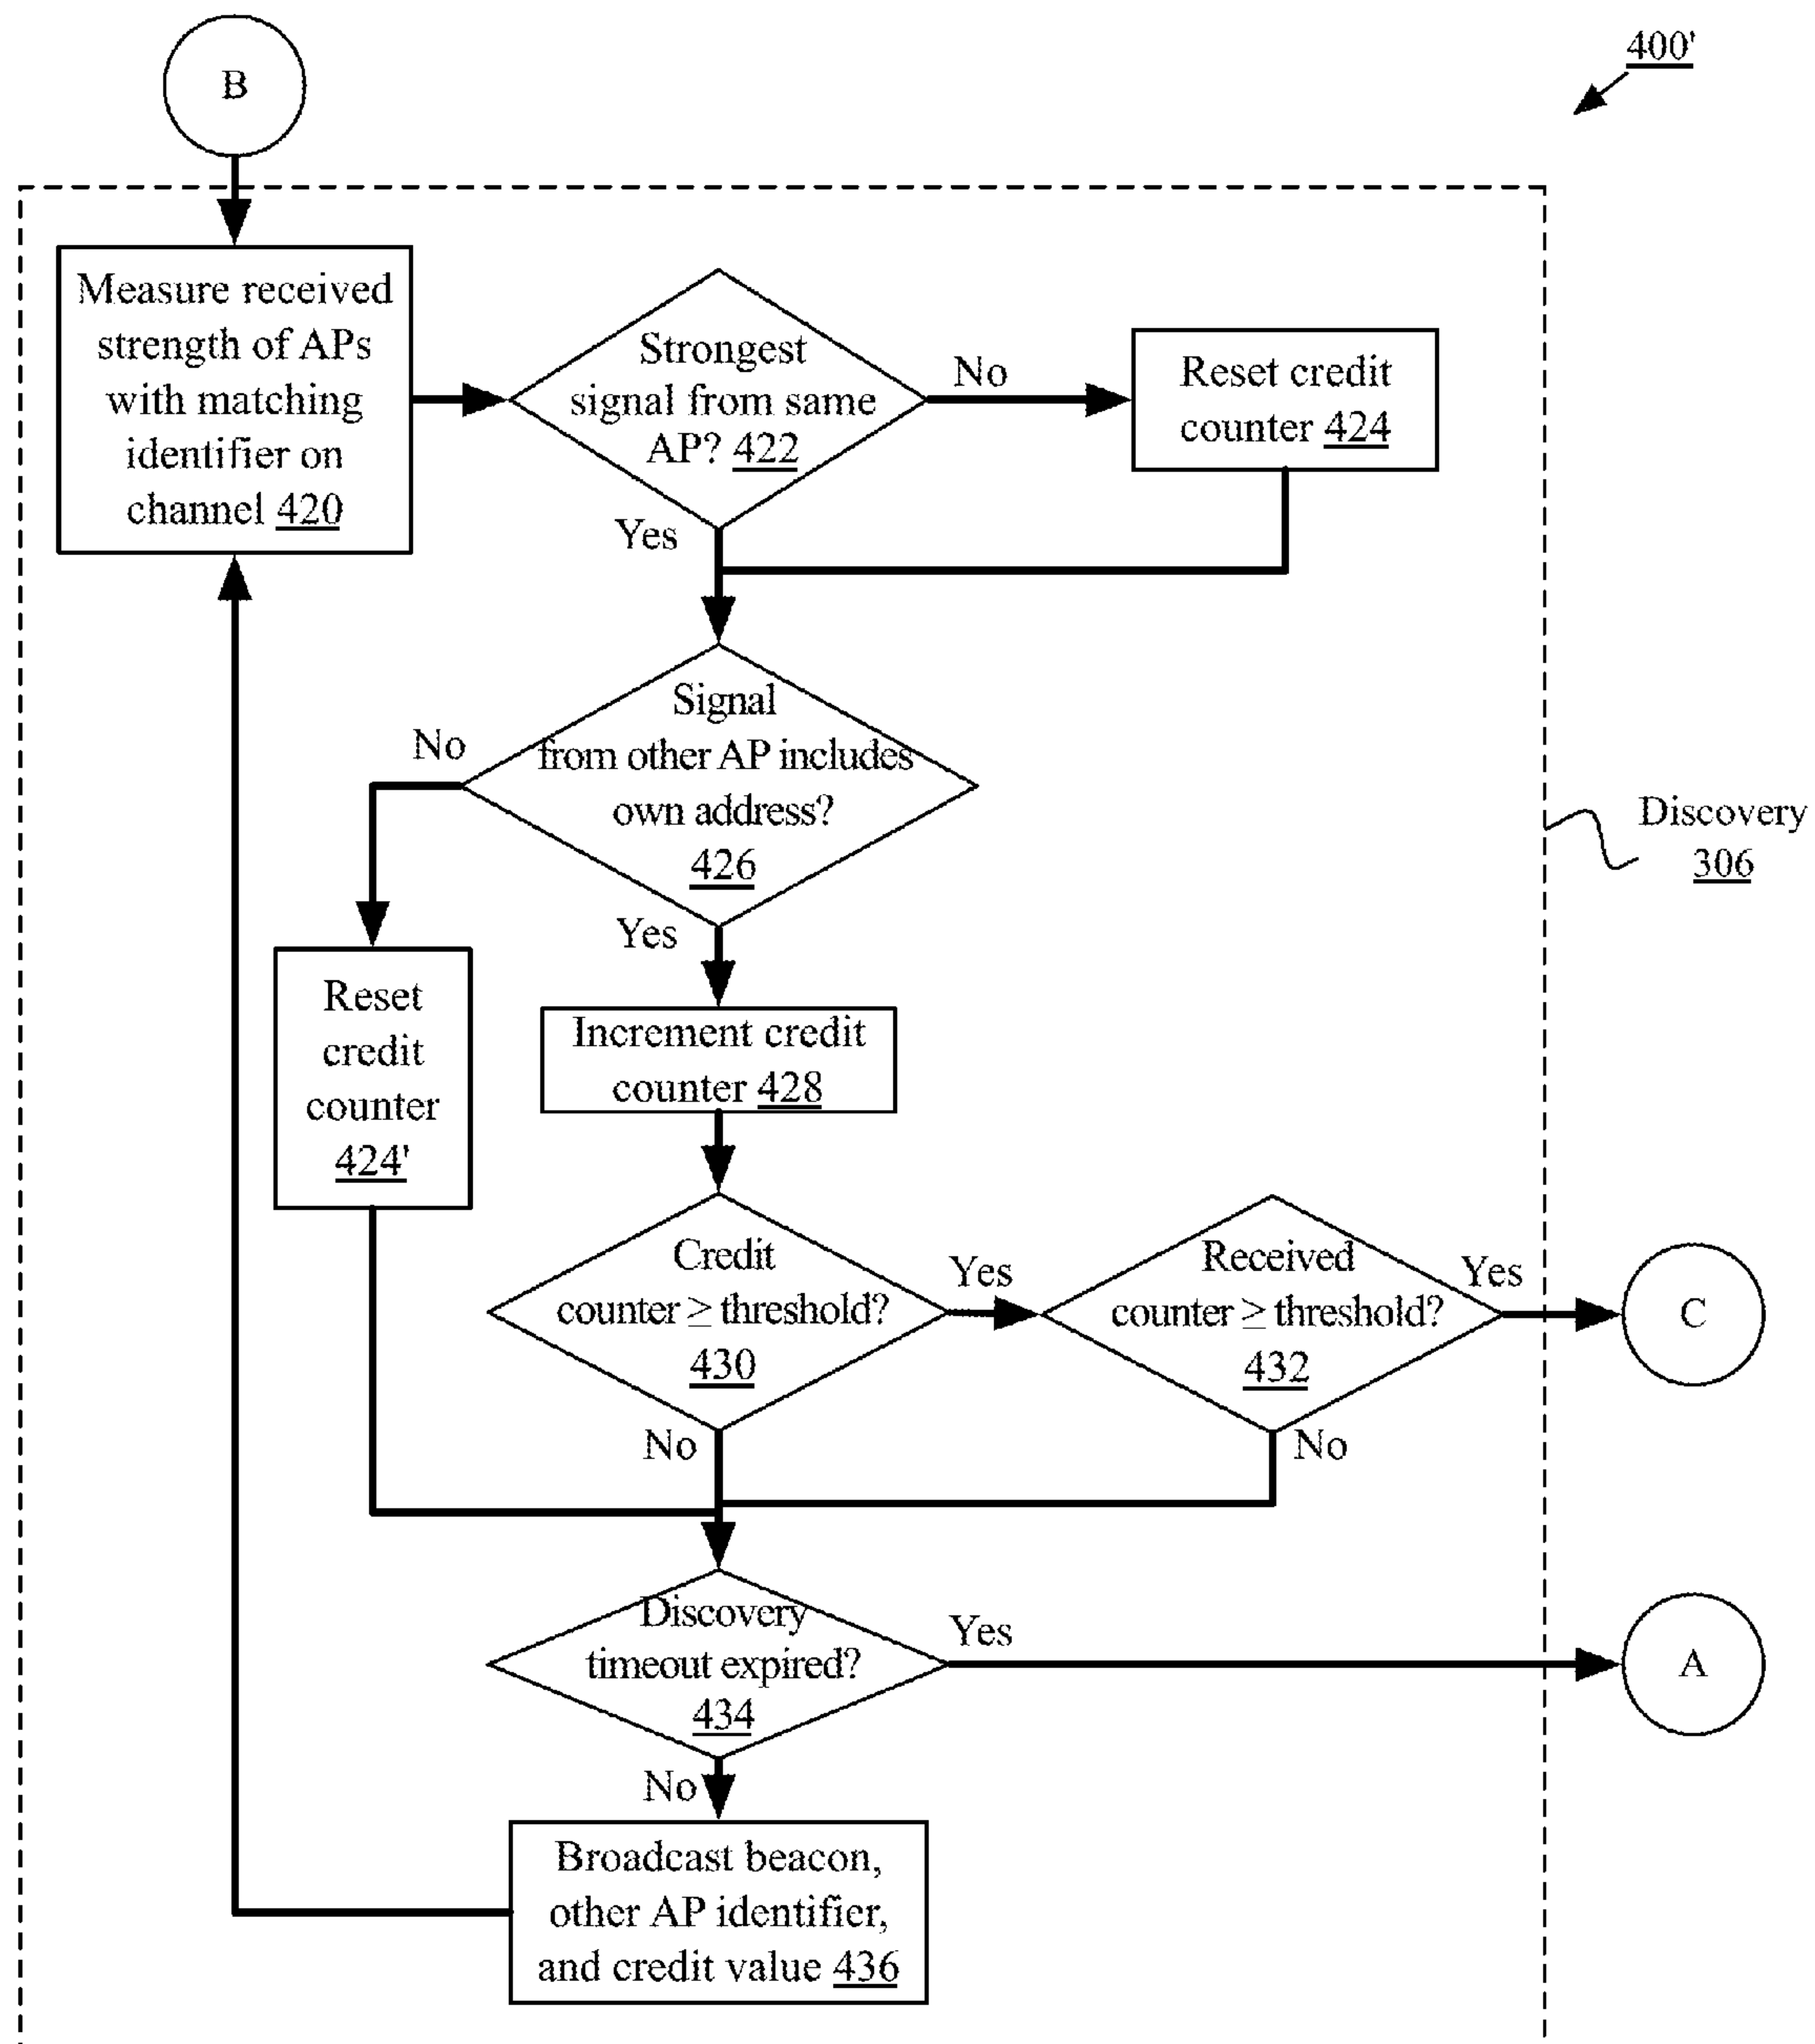 B
400'
Measure received
strength of APs
with matching
identifier on
channel 420
Strongest
signal from same
AP? 422
No
Reset credit
counter 424
Yes
Signal
from other AP includes
own address?
426
No
Yes
Discovery
306
Reset
credit
counter
424'
Increment credit
counter 428
Credit
counter ≥ threshold?
430
Yes
No
Received
counter ≥ threshold?
432
Yes
No
C
Discovery
timeout expired?
434
Yes
A
No
Broadcast beacon,
other AP identifier,
and credit value 436